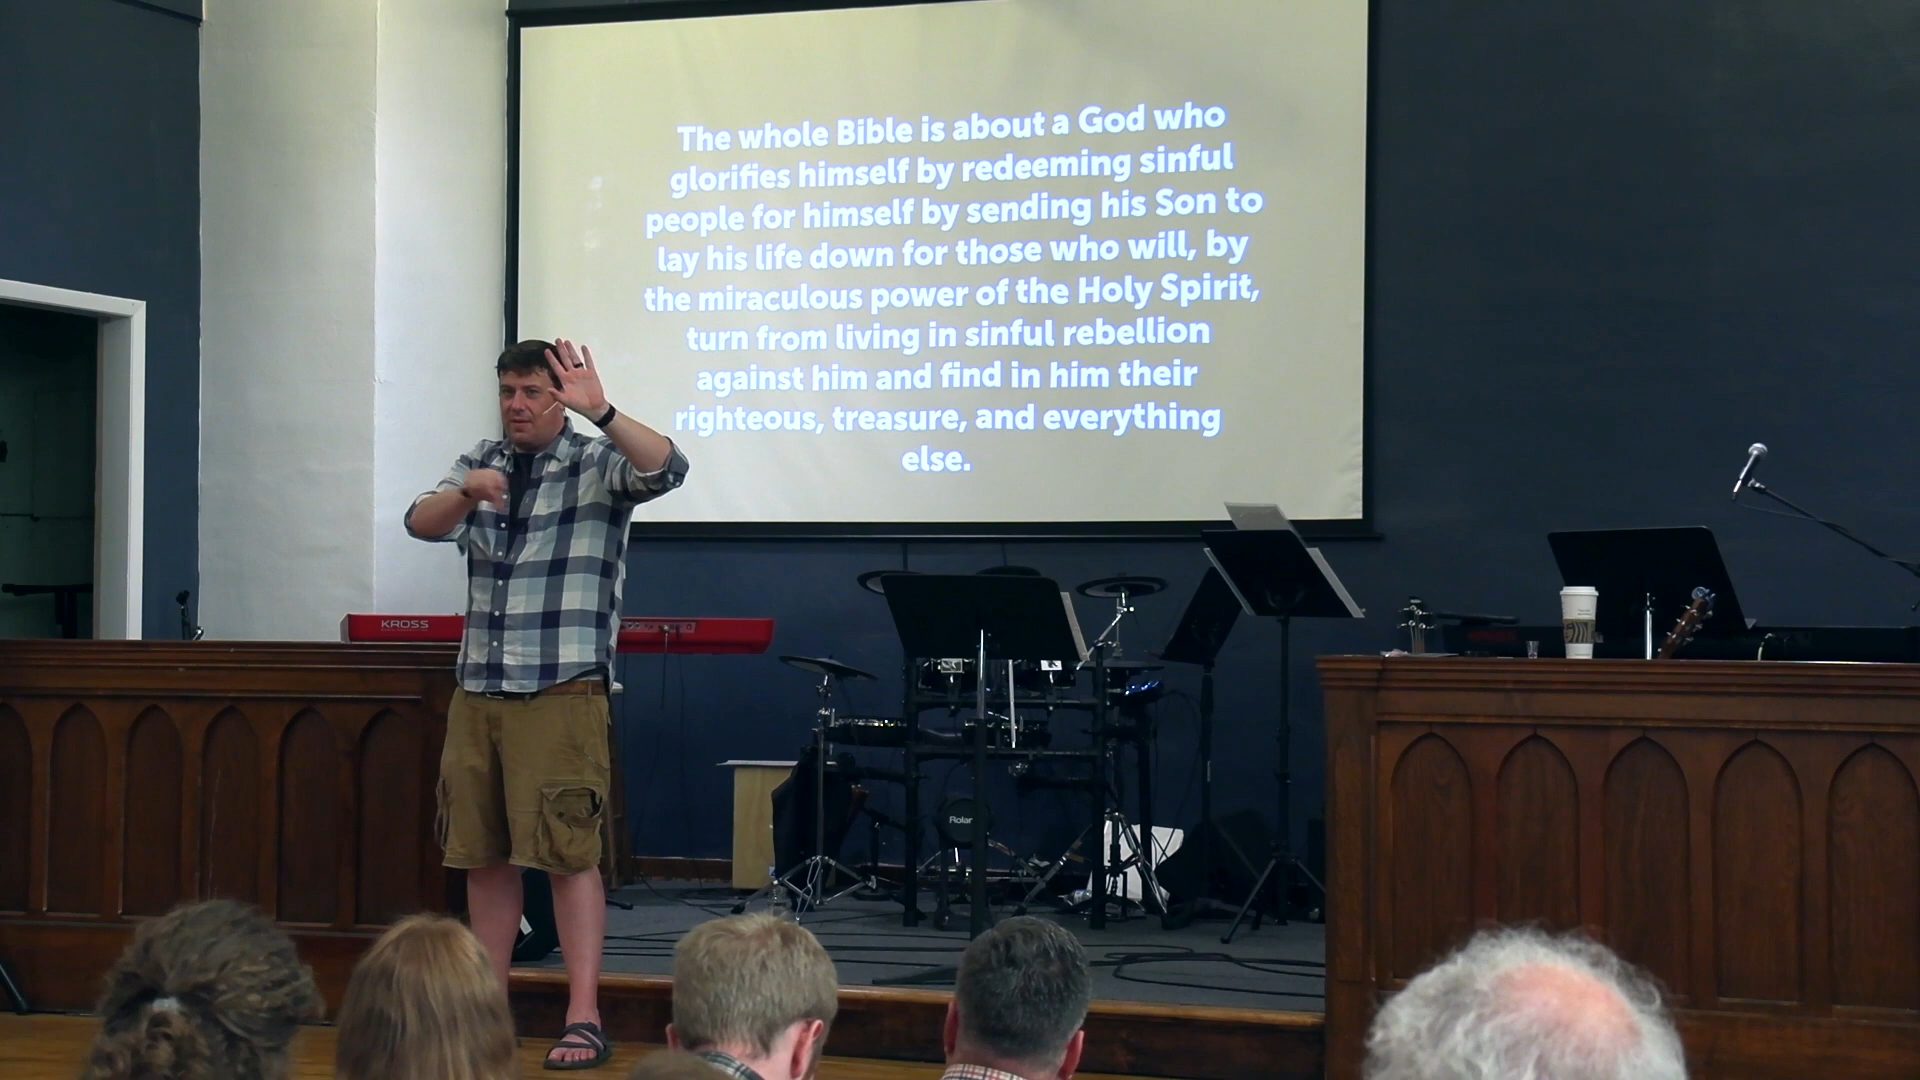 The whole Bible is about a God who
glorifies himself by redeeming sinful
people for himself by sending his Son to
lay his life down for those who will, by
the miraculous power of the Holy Spirit,
turn from living in sinful rebellion
against him and find in him their
righteous, treasure, and everything
else.
KROSS
Roland